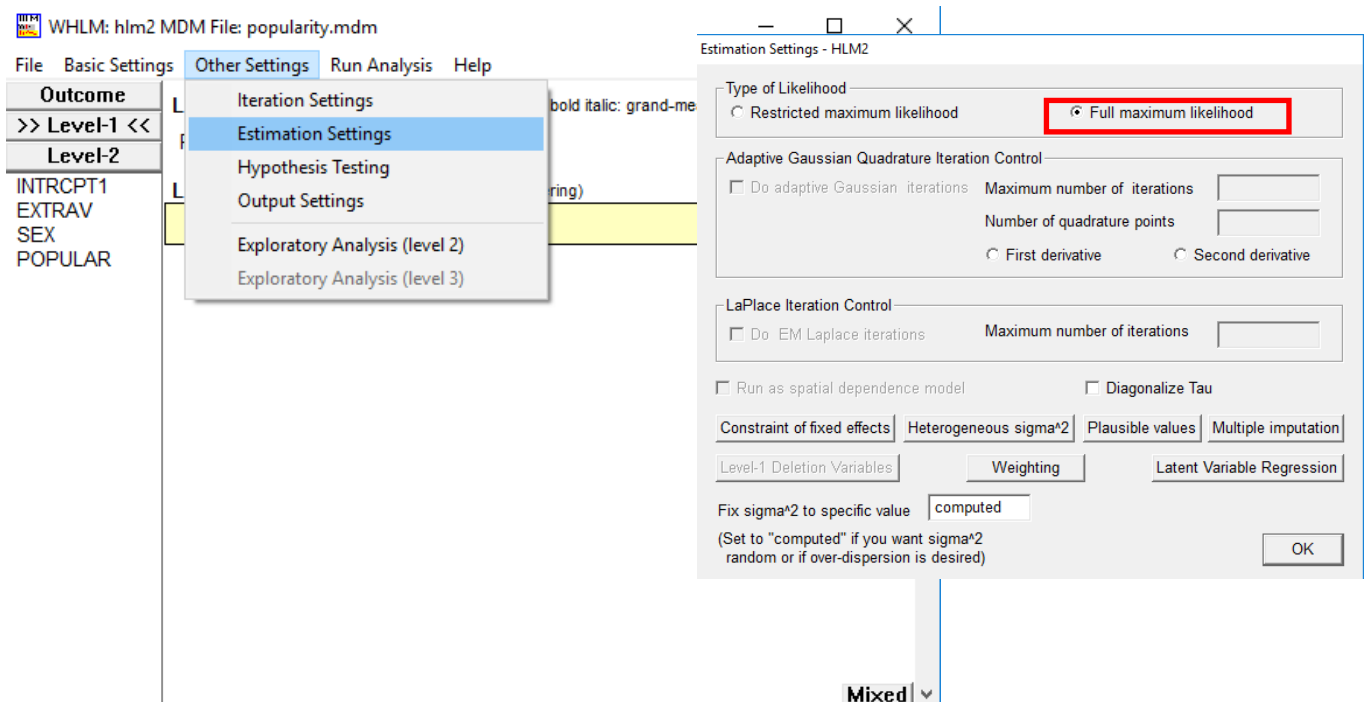 WHLM: hlm2 MDM File: popularity.mdm
File Basic Settings Other Settings Run Analysis Help
Outcome
>> Level-1 <<
Level-2
INTRCPT1
EXTRAV
SEX
POPULAR
Iteration Settings
Estimation Settings
Hypothesis Testing
Output Settings
Exploratory Analysis (level 2)
Exploratory Analysis (level 3)
bold italic: grand-me
ring)
Mixed
Estimation Settings - HLM2
Type of Likelihood
Restricted maximum likelihood Full maximum likelihood
Adaptive Gaussian Quadrature Iteration Control
Do adaptive Gaussian iterations Maximum number of iterations
Number of quadrature points
First derivative Second derivative
LaPlace Iteration Control
Do EM Laplace iterations Maximum number of iterations
Run as spatial dependence model Diagonalize Tau
Constraint of fixed effects Heterogeneous sigma^2 Plausible values Multiple imputation
Level-1 Deletion Variables Weighting Latent Variable Regression
Fix sigma^2 to specific value computed
(Set to "computed" if you want sigma^2
random or if over-dispersion is desired)
OK